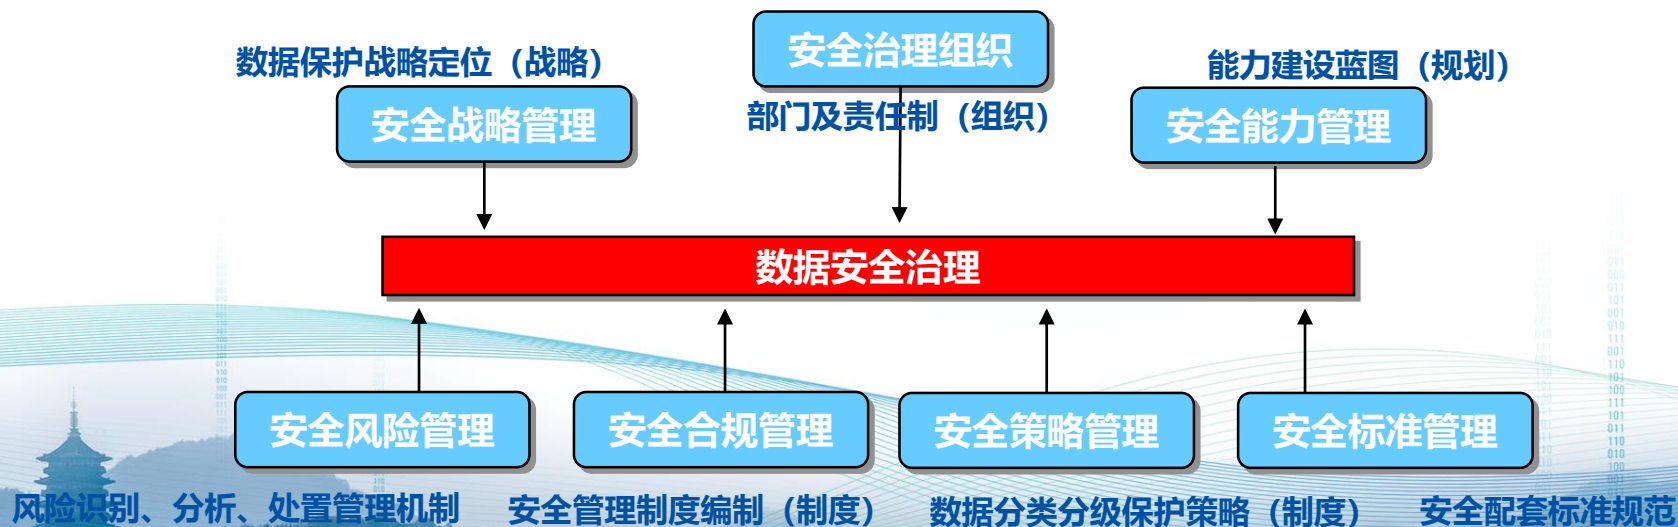 安全治理组织
数据保护战略定位（战略）
能力建设蓝图（规划）
安全战略管理
部门及责任制（组织）
安全能力管理
数据安全治理
安全风险管理
安全合规管理
安全策略管理
安全标准管理
风险识别、分析、处置管理机制
安全管理制度编制（制度）
数据分类分级保护策略（制度）
安全配套标准规范